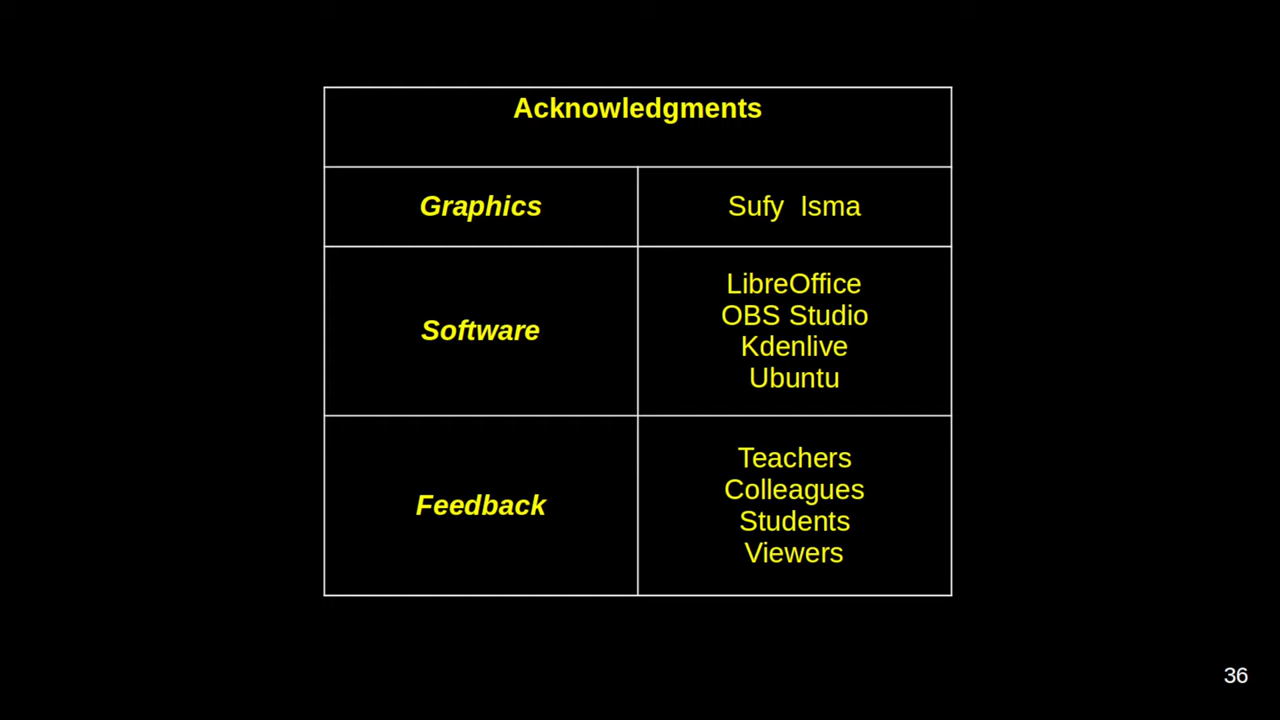 Acknowledgments
Graphics
Sufy  Isma
Software
LibreOffice
OBS Studio
Kdenlive
Ubuntu
Feedback
Teachers
Colleagues
Students
Viewers
36